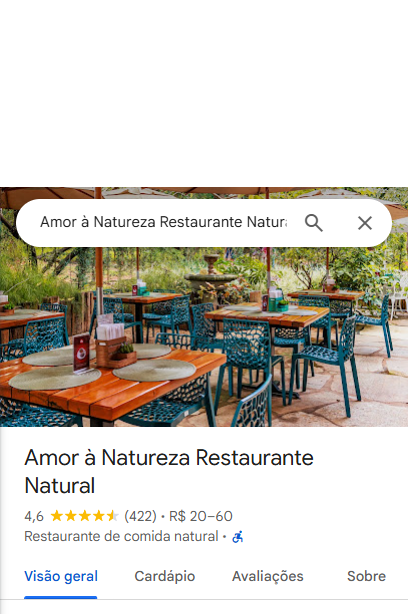 Amor à Natureza Restaurante Natura
Amor à Natureza Restaurante
Natural
4,6 (422) · R$ 20–60
Restaurante de comida natural ·
Visão geral Cardápio Avaliações Sobre